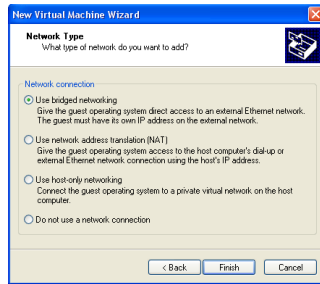 New Virtual Machine Wizard
Network Type
What type of network do you want to add?
Network connection
Use bridged networking
Give the guest operating system direct access to an external Ethernet network.
The guest must have its own IP address on the external network.
Use network address translation (NAT)
Give the guest operating system access to the host computer's dial-up or
external Ethernet network connection using the host's IP address.
Use host-only networking
Connect the guest operating system to a private virtual network on the host
computer.
Do not use a network connection
< Back Finish Cancel